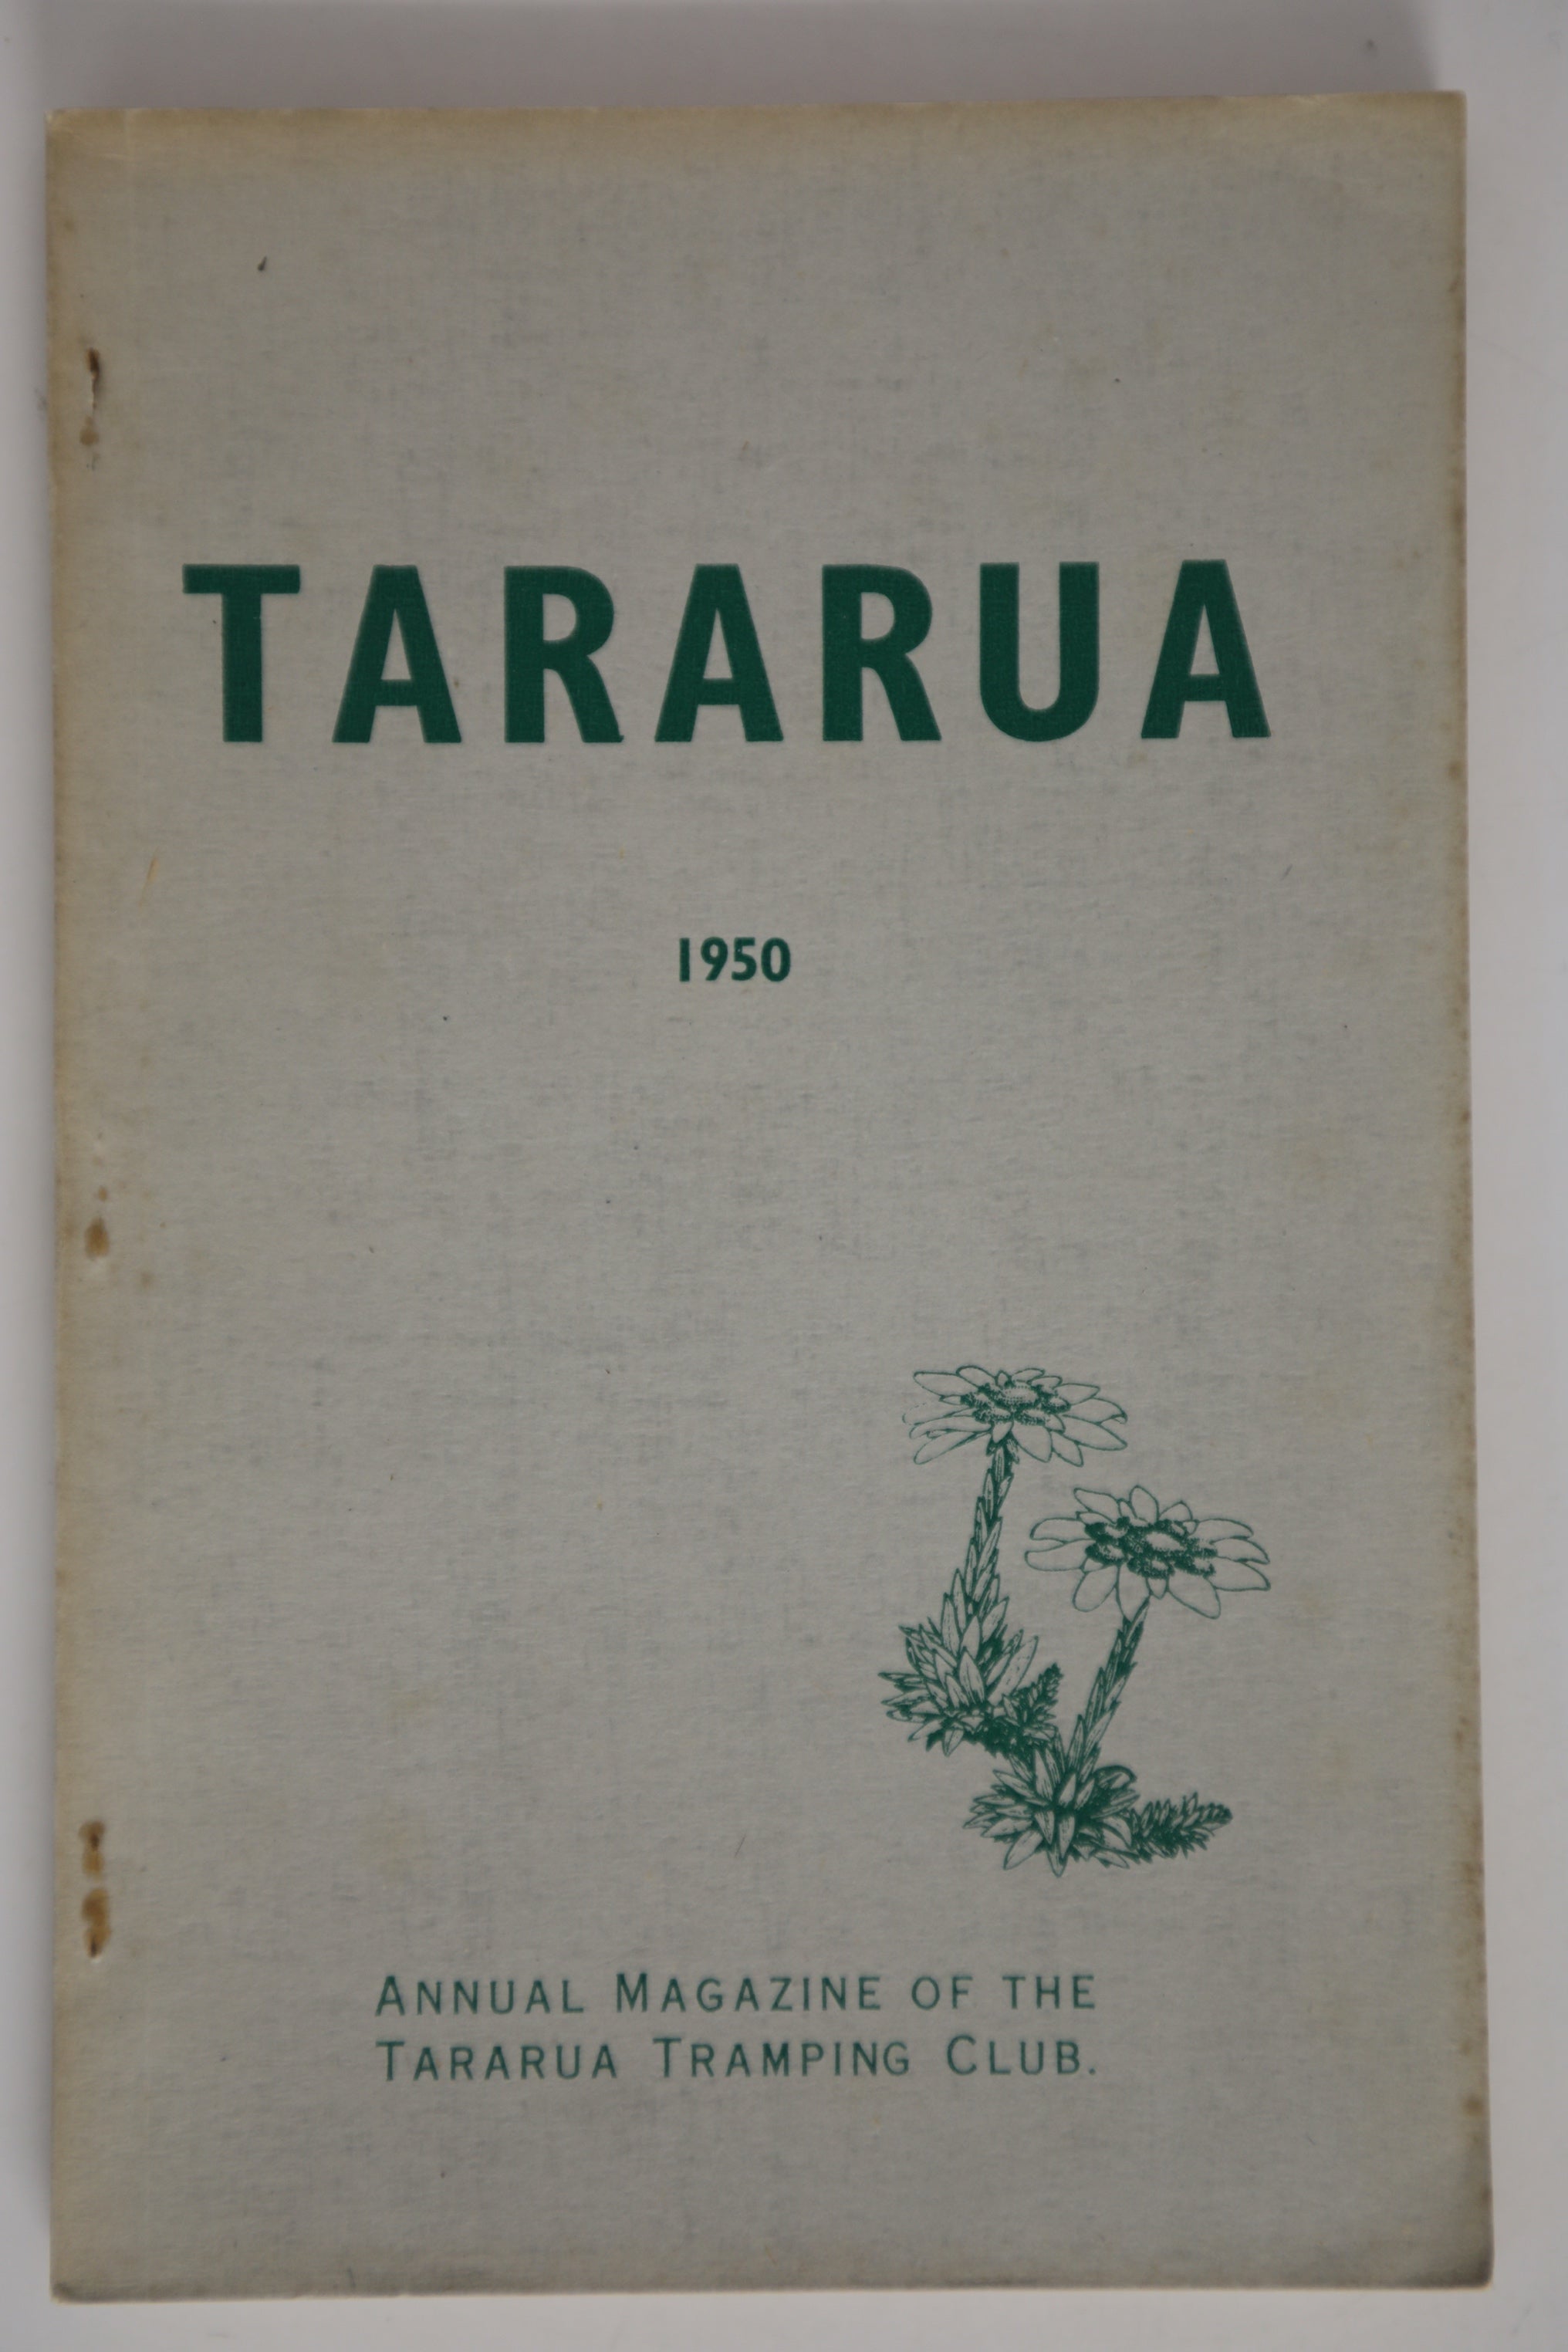 TARARUA
1950
ANNUAL MAGAZINE OF THE
TARARUA TRAMPING CLUB.